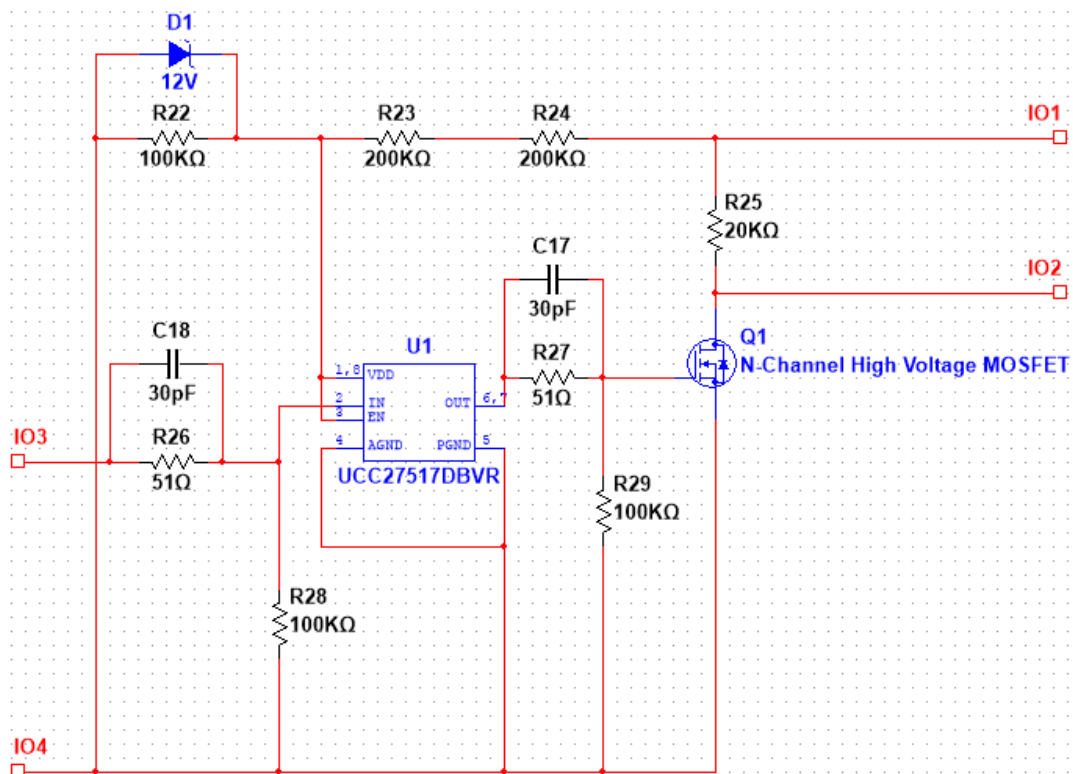 D1
12V
R22
100KΩ
R23
200KΩ
R24
200KΩ
IO1
R25
20KΩ
C17
30pF
IO2
C18
30pF
U1
Q1
N-Channel High Voltage MOSFET
R27
51Ω
1,8 VDD
2 IN
3 EN
4 AGND
OUT 6,7
PGND 5
UCC27517DBVR
IO3
R26
51Ω
R29
100KΩ
R28
100KΩ
IO4